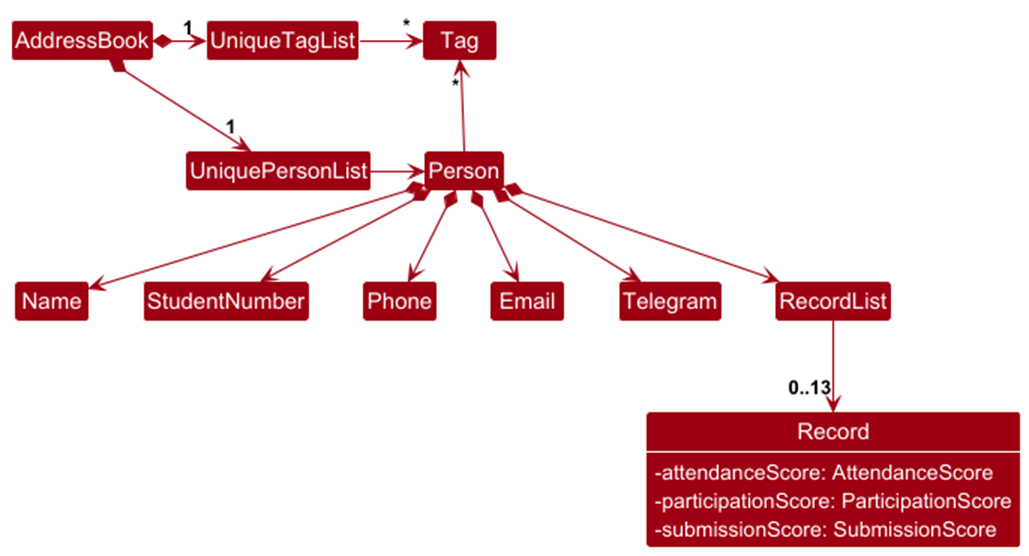 AddressBook
1
UniqueTagList
*
Tag
*
1
UniquePersonList
Person
Name
StudentNumber
Phone
Email
Telegram
RecordList
0..13
Record
-attendanceScore: AttendanceScore
-participationScore: ParticipationScore
-submissionScore: SubmissionScore